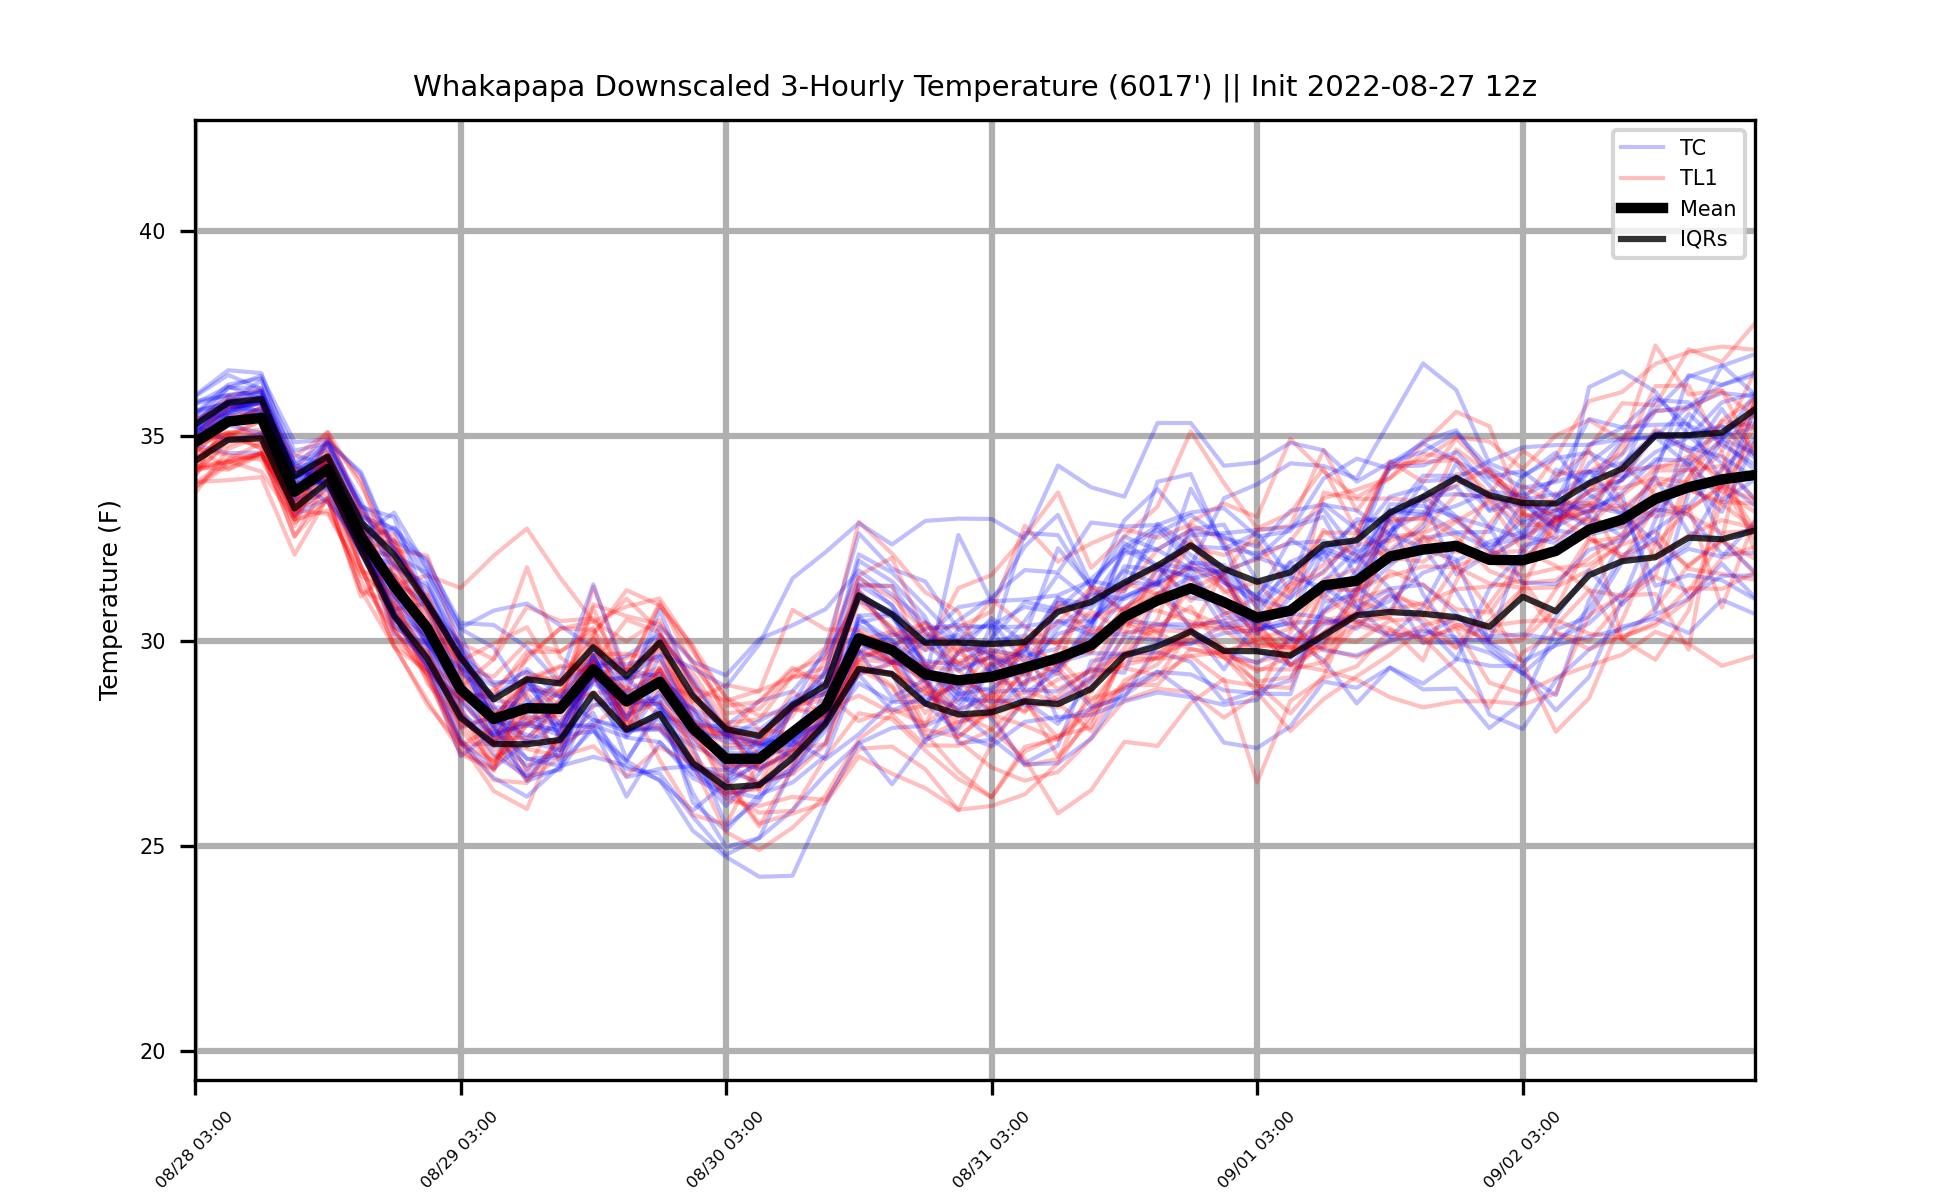 Whakapapa Downscaled 3-Hourly Temperature (6017') || Init 2022-08-27 12z
TC
TL1
Mean
IQRs
Temperature (F)
40
35
30
25
20
08/28 03:00
08/29 03:00
08/30 03:00
08/31 03:00
09/01 03:00
09/02 03:00